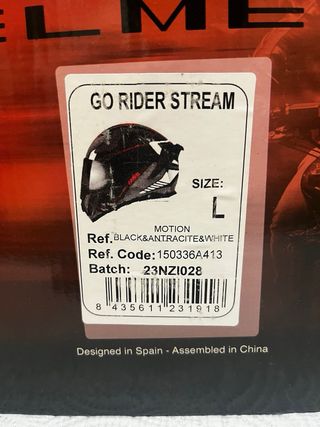 ELME
GO RIDER STREAM
SIZE:
L
MOTION
Ref. BLACK&ANTRACITE&WHITE
Ref. Code: 150336A413
Batch: 23NZI028
8 435611 231918
Designed in Spain - Assembled in China